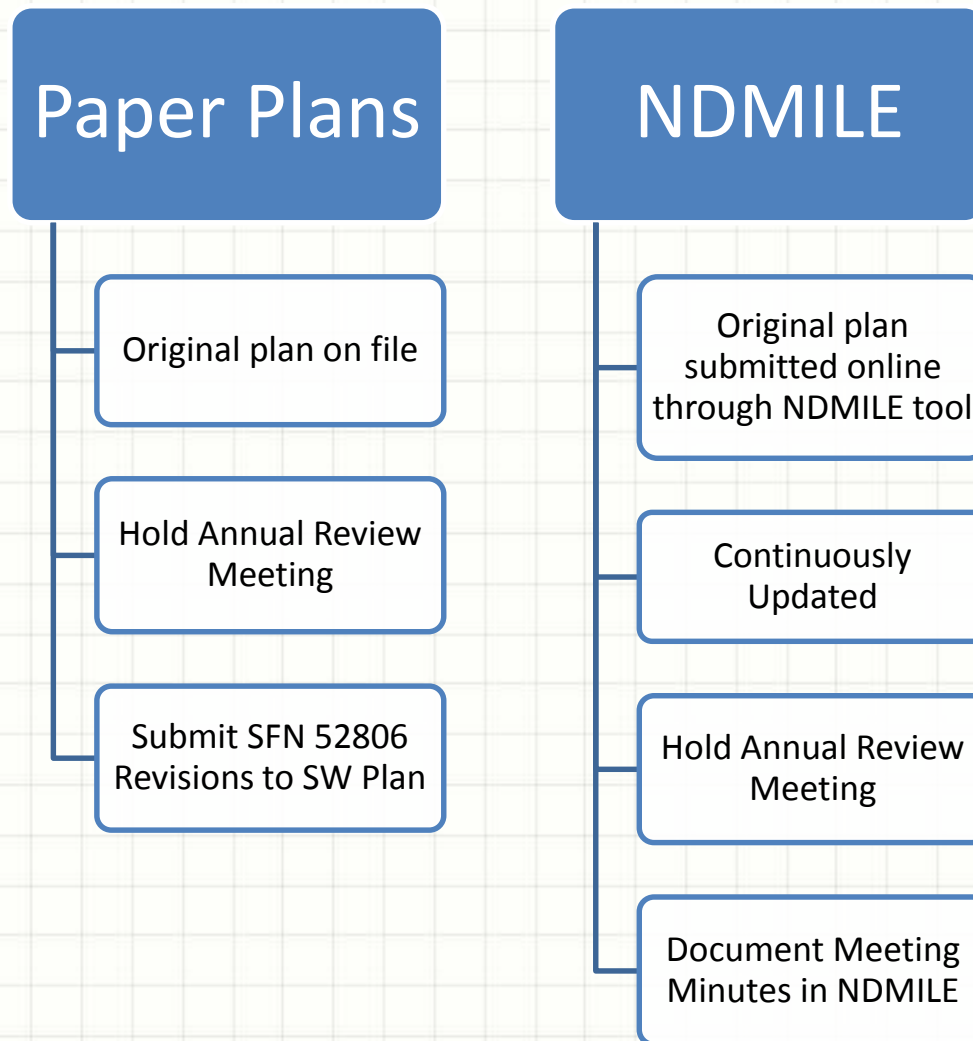 Paper Plans
Original plan on file
Hold Annual Review
Meeting
Submit SFN 52806
Revisions to SW Plan
NDMILE
Original plan
submitted online
through NDMILE tool
Continuously
Updated
Hold Annual Review
Meeting
Document Meeting
Minutes in NDMILE